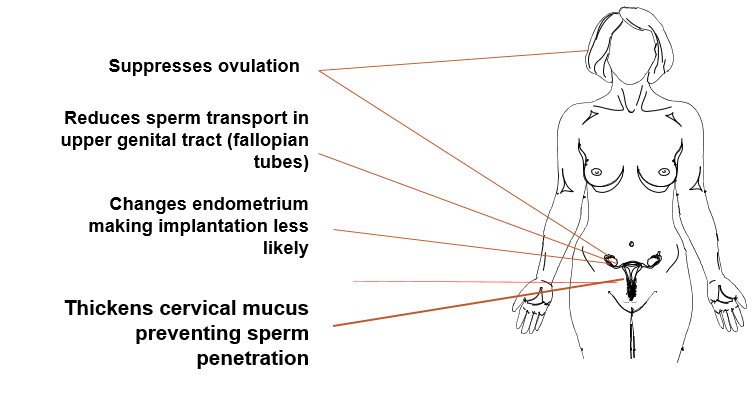 Suppresses ovulation
Reduces sperm transport in
upper genital tract (fallopian
tubes)
Changes endometrium
making implantation less
likely
Thickens cervical mucus
preventing sperm
penetration